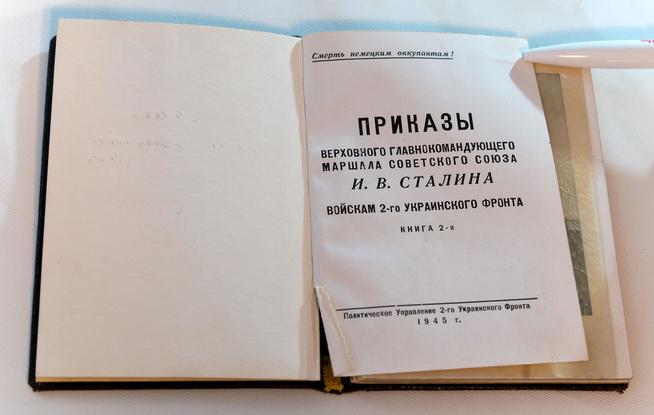 Смерть немецким оккупантам!
ПРИКАЗЫ
ВЕРХОВНОГО ГЛАВНОКОМАНДУЮЩЕГО
МАРШАЛА СОВЕТСКОГО СОЮЗА
И. В. СТАЛИНА
ВОЙСКАМ 2-го УКРАИНСКОГО ФРОНТА
КНИГА 2-я
Политическое Управление 2-го Украинского Фронта
1945 г.